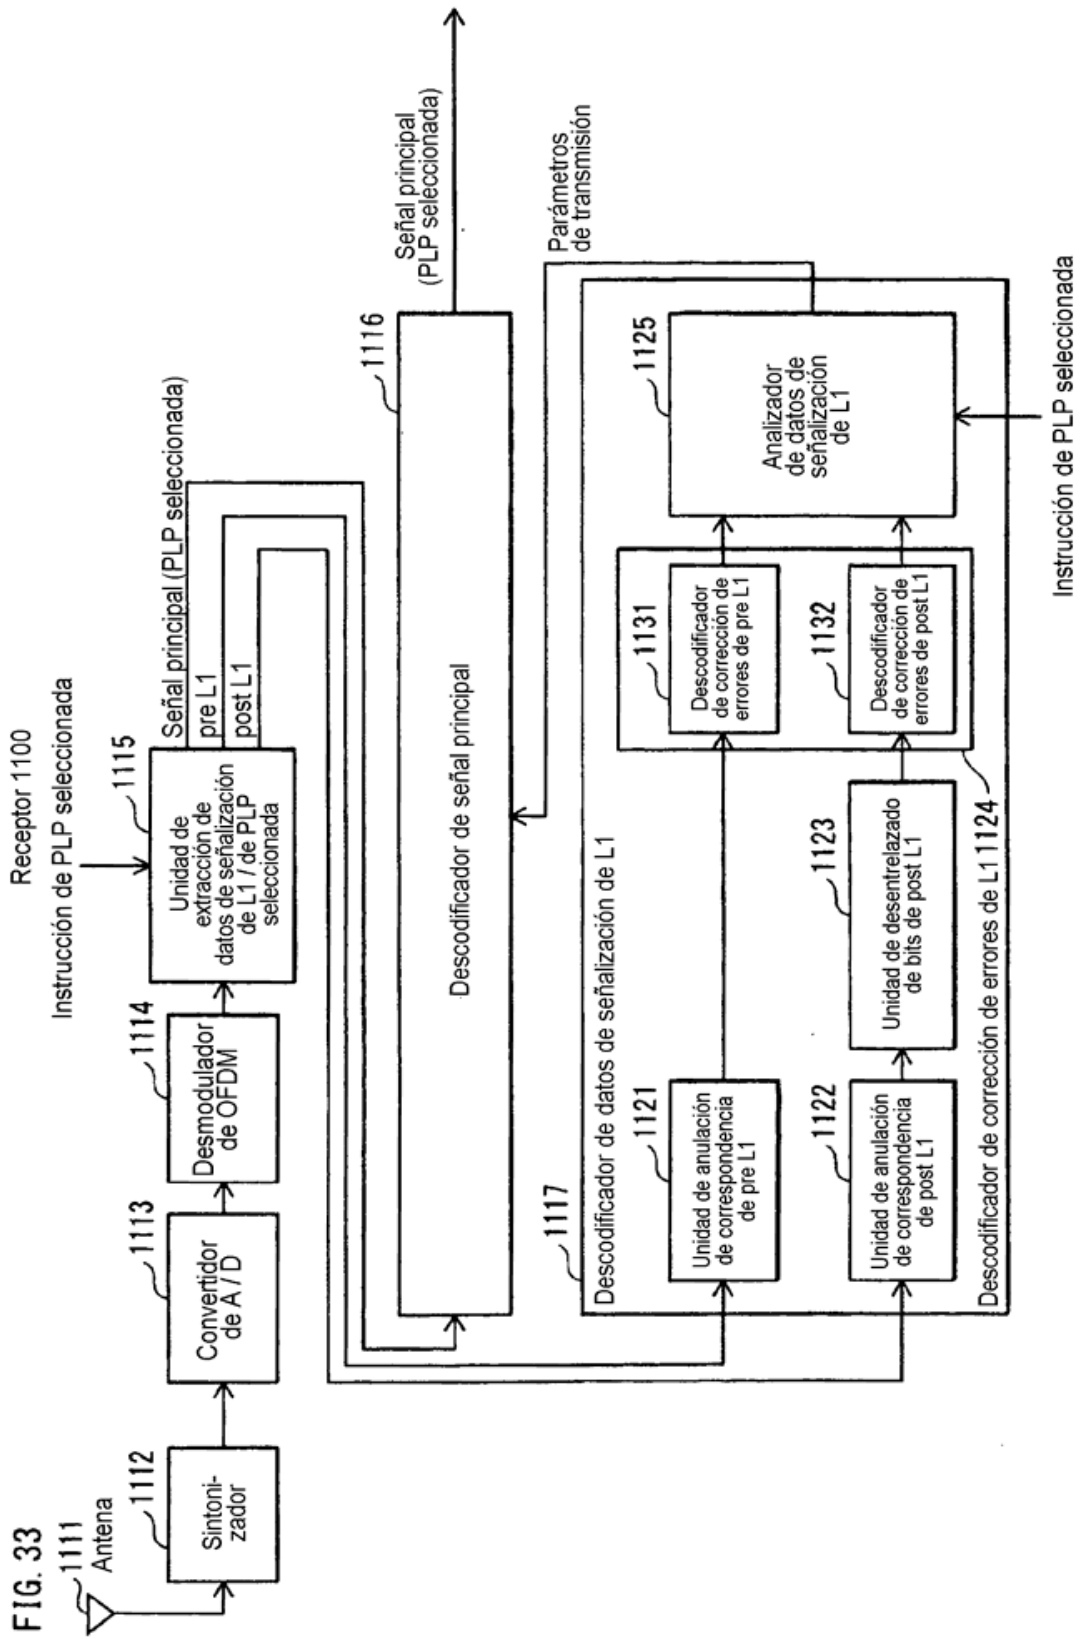 FIG. 33
Receptor 1100
Instrucción de PLP seleccionada
1111
Antena
1112
Sintoni-
zador
1113
Convertidor
de A / D
1114
Desmodulador
de OFDM
1115
Unidad de
extracción de
datos de señalización
de L1 / de PLP
seleccionada
Señal principal (PLP seleccionada)
pre L1
post L1
1116
Descodificador de señal principal
Señal principal
(PLP seleccionada)
Parámetros
de transmisión
1117
Descodificador de datos de señalización de L1
1121
Unidad de anulación
de correspondencia
de pre L1
1131
Descodificador
de corrección de
errores de pre L1
1125
Analizador
de datos de
señalización
de L1
1122
Unidad de anulación
de correspondencia
de post L1
1123
Unidad de desentrelazado
de bits de post L1
1132
Descodificador
de corrección de
errores de post L1
Descodificador de corrección de errores de L1 1124
Instrucción de PLP seleccionada